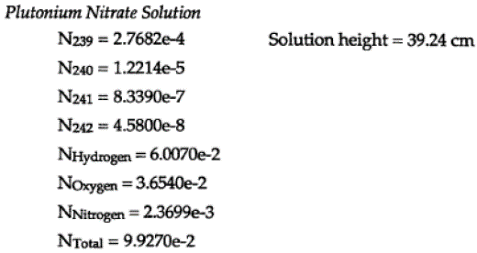 Plutonium Nitrate Solution
N239 = 2.7682e-4 Solution height = 39.24 cm
N240 = 1.2214e-5
N241 = 8.3390e-7
N242 = 4.5800e-8
NHydrogen = 6.0070e-2
NOxygen = 3.6540e-2
NNitrogen = 2.3699e-3
NTotal = 9.9270e-2